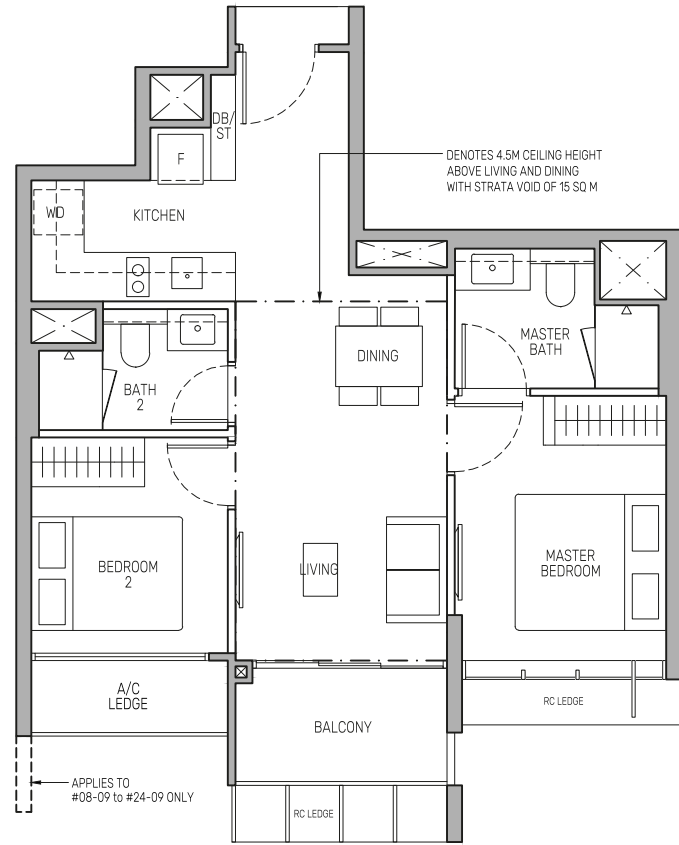 DB/
ST
F
DENOTES 4.5M CEILING HEIGHT
ABOVE LIVING AND DINING
WITH STRATA VOID OF 15 SQ M
WD
KITCHEN
MASTER
BATH
DINING
BATH
2
BEDROOM
2
LIVING
MASTER
BEDROOM
A/C
LEDGE
RC LEDGE
BALCONY
APPLIES TO
#08-09 to #24-09 ONLY
RC LEDGE